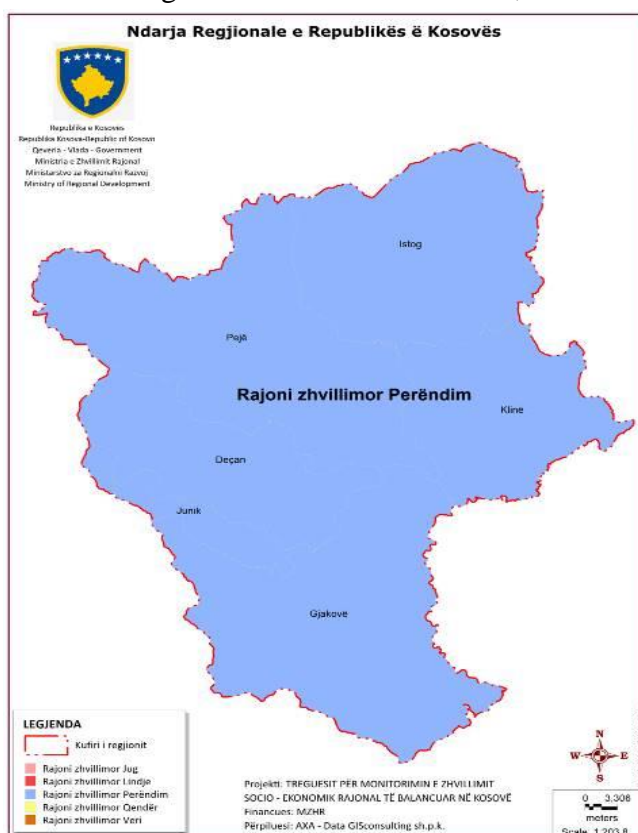 Ndarja Regjionale e Republikës ë Kosovës
Republika e Kosovës
Republika Kosova-Republic of Kosovo
Qeveria - Vlada - Government
Ministria e Zhvillimit Rajonal
Ministarstvo za Regionalni Razvoj
Ministry of Regional Development
Istog
Pejë
Rajoni zhvillimor Perëndim
Kline
Deçan
Junik
Gjakove
LEGJENDA
Kufiri i regjionit
Rajoni zhvillimor Jug
Rajoni zhvillimor Lindje
Rajoni zhvillimor Perëndim
Rajoni zhvillimor Qendër
Rajoni zhvillimor Veri
Projekti: TREGUESIT PËR MONITORIMIN E ZHVILLIMIT
SOCIO - EKONOMIK RAJONAL TË BALANCUAR NË KOSOVË
Financues: MZHR
Përpiluesi: AXA - Data GISconsulting sh.p.k.
N
W E
S
0 3,306
meters